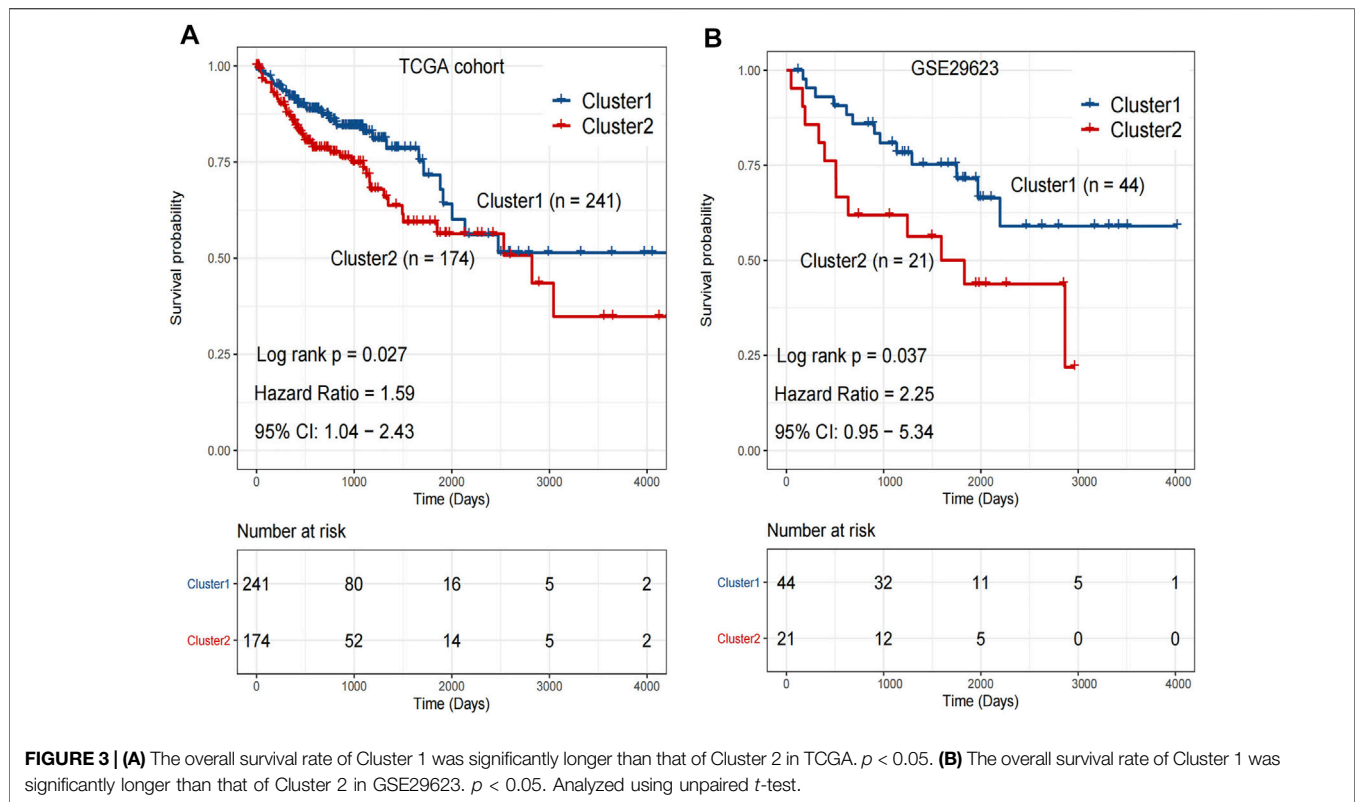 A
TCGA cohort
Cluster1
Cluster2
Survival probability
1.00
0.75
0.50
0.25
0.00
Cluster1 (n = 241)
Cluster2 (n = 174)
Log rank p = 0.027
Hazard Ratio = 1.59
95% CI: 1.04 − 2.43
0 1000 2000 3000 4000
Time (Days)
Number at risk
Cluster1 241 80 16 5 2
Cluster2 174 52 14 5 2
0 1000 2000 3000 4000
Time (Days)
B
GSE29623
Cluster1
Cluster2
Survival probability
1.00
0.75
0.50
0.25
0.00
Cluster1 (n = 44)
Cluster2 (n = 21)
Log rank p = 0.037
Hazard Ratio = 2.25
95% CI: 0.95 − 5.34
0 1000 2000 3000 4000
Time (Days)
Number at risk
Cluster1 44 32 11 5 1
Cluster2 21 12 5 0 0
0 1000 2000 3000 4000
Time (Days)
FIGURE 3 | (A) The overall survival rate of Cluster 1 was significantly longer than that of Cluster 2 in TCGA. p < 0.05. (B) The overall survival rate of Cluster 1 was
significantly longer than that of Cluster 2 in GSE29623. p < 0.05. Analyzed using unpaired t-test.